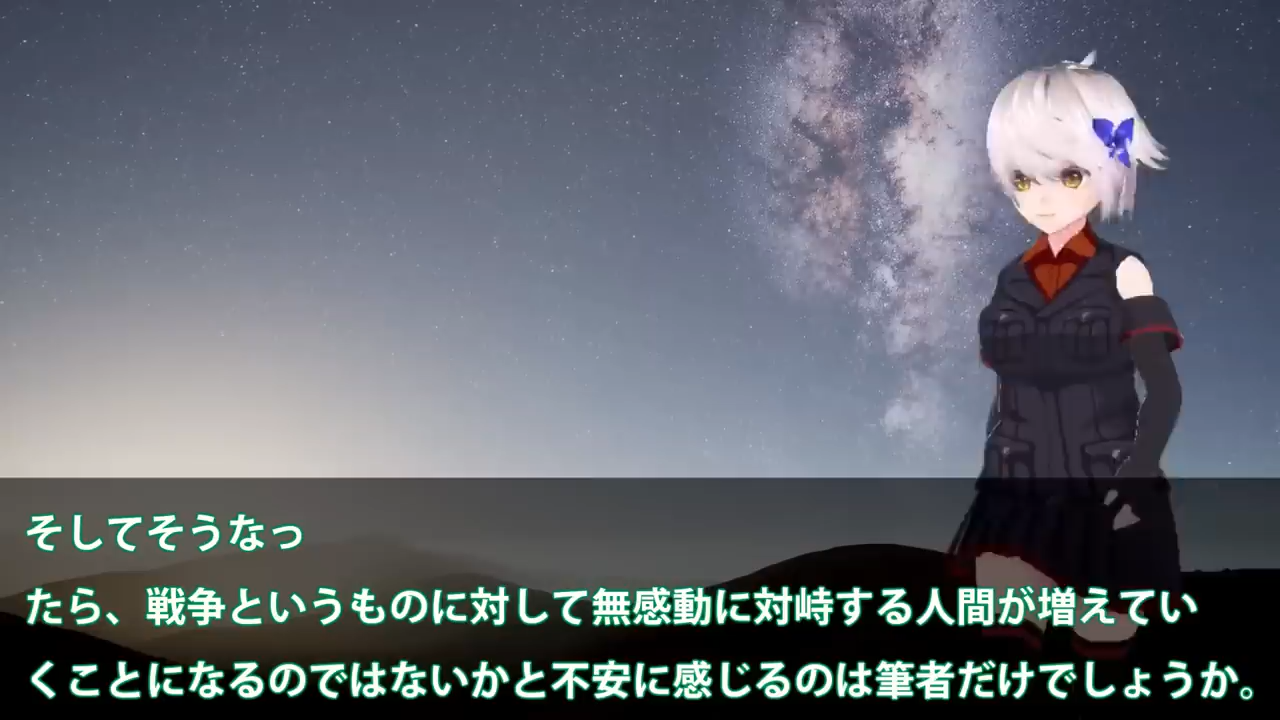 そしてそうなっ
たら、戦争というものに対して無感動に対峙する人間が増えてい
くことになるのではないかと不安に感じるのは筆者だけでしょうか。